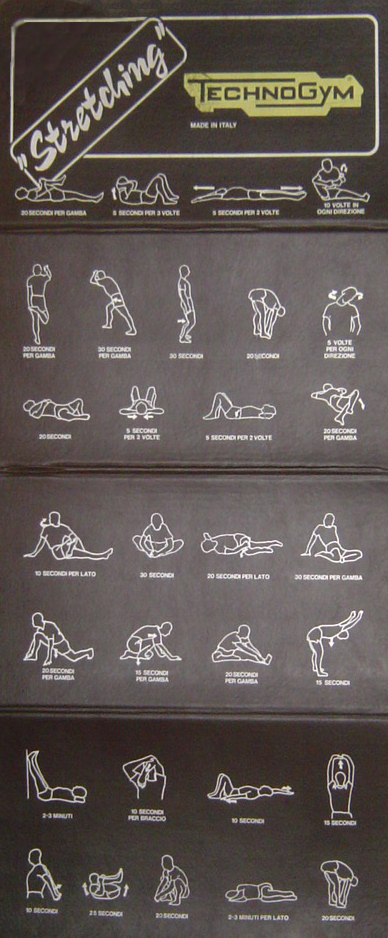 "Stretching"
TECHNOGYM
MADE IN ITALY
20 SECONDI PER GAMBA
5 SECONDI PER 3 VOLTE
5 SECONDI PER 2 VOLTE
10 VOLTE IN
OGNI DIREZIONE
20 SECONDI
PER GAMBA
30 SECONDI
PER GAMBA
30 SECONDI
20 SECONDI
5 VOLTE
PER OGNI
DIREZIONE
20 SECONDI
5 SECONDI
PER 3 VOLTE
5 SECONDI PER 2 VOLTE
20 SECONDI
PER GAMBA
10 SECONDI PER LATO
30 SECONDI
20 SECONDI PER LATO
30 SECONDI PER GAMBA
20 SECONDI
PER GAMBA
15 SECONDI
PER GAMBA
20 SECONDI
PER GAMBA
15 SECONDI
2-3 MINUTI
10 SECONDI
PER BRACCIO
10 SECONDI
15 SECONDI
10 SECONDI
25 SECONDI
20 SECONDI
2-3 MINUTI PER LATO
20 SECONDI